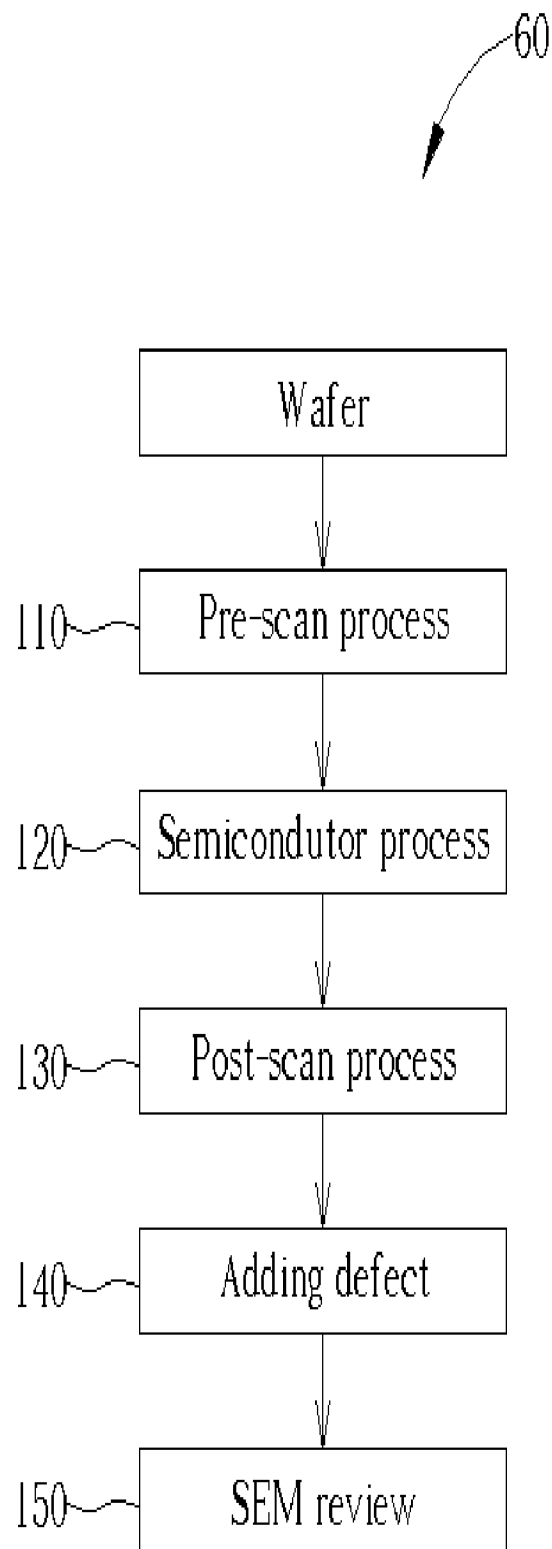 60
Wafer
110 Pre-scan process
120 Semicondutor process
130 Post-scan process
140 Adding defect
150 SEM review